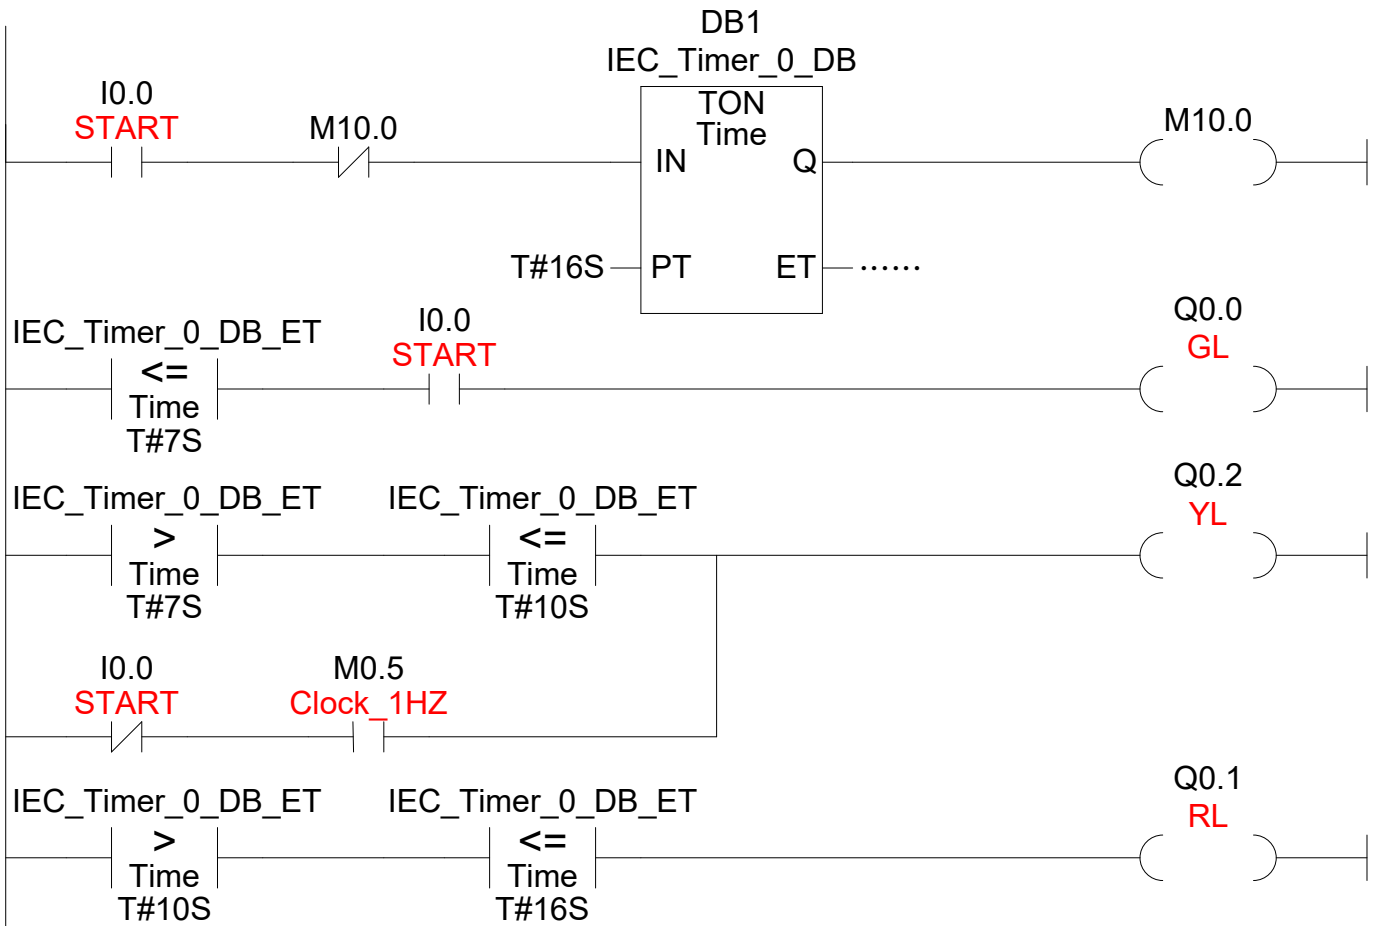 DB1
IEC_Timer_0_DB
I0.0
START
M10.0
TON
Time
IN
Q
M10.0
T#16S
PT
ET
······
IEC_Timer_0_DB_ET
<=
Time
T#7S
I0.0
START
Q0.0
GL
IEC_Timer_0_DB_ET
>
Time
T#7S
IEC_Timer_0_DB_ET
<=
Time
T#10S
Q0.2
YL
I0.0
START
M0.5
Clock_1HZ
IEC_Timer_0_DB_ET
>
Time
T#10S
IEC_Timer_0_DB_ET
<=
Time
T#16S
Q0.1
RL